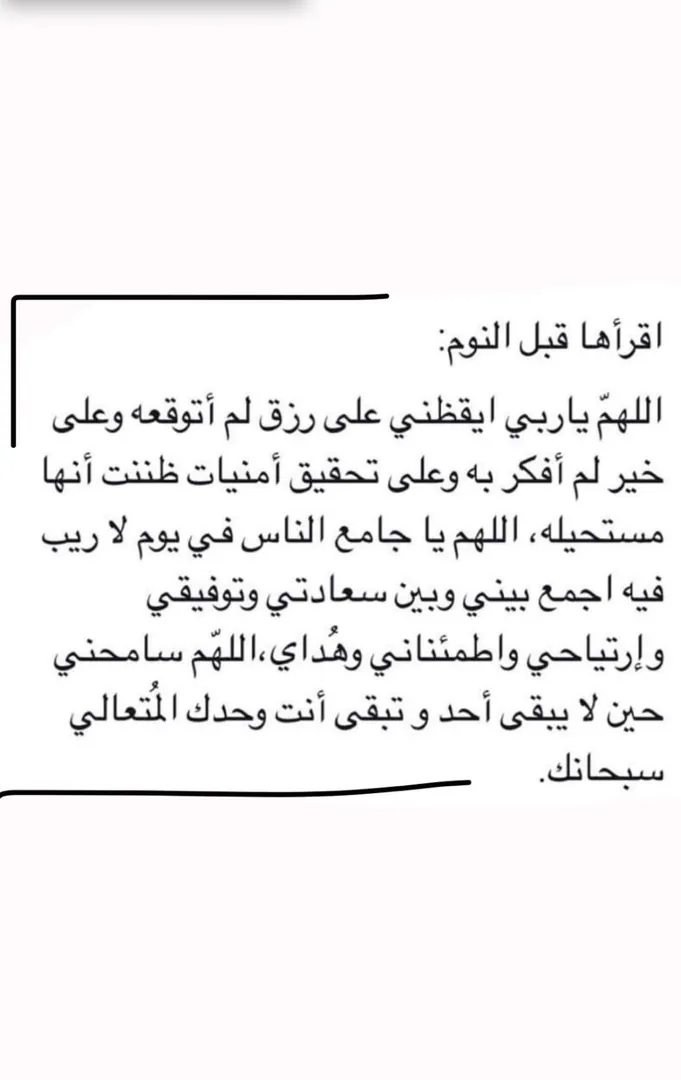 اقرأها قبل النوم:
اللهمّ ياربي ايقظني على رزق لم أتوقعه وعلى
خير لم أفكر به وعلى تحقيق أمنيات ظننت أنها
مستحيله، اللهم يا جامع الناس في يوم لا ريب
فيه اجمع بيني وبين سعادتي وتوفيقي
وإرتياحي واطمئناني وهُداي،اللهّم سامحني
حين لا يبقى أحد و تبقى أنت وحدك المُتعالي
سبحانك.